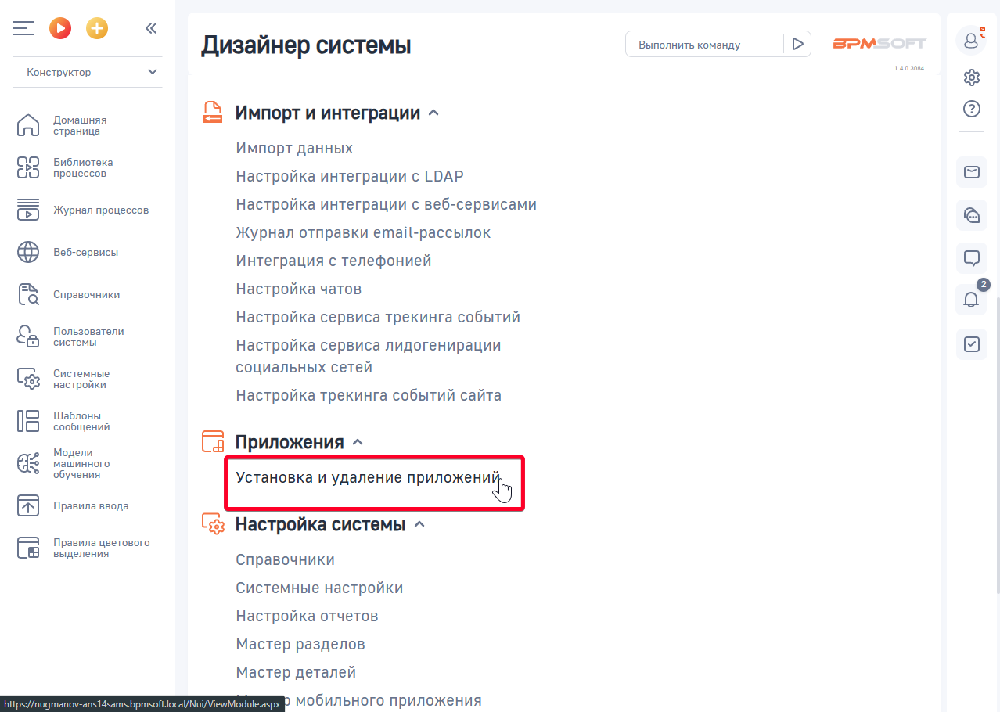 Конструктор
Домашняя
страница
Библиотека
процессов
Журнал процессов
Веб-сервисы
Справочники
Пользователи
системы
Системные
настройки
Шаблоны
сообщений
Модели
машинного
обучения
Правила ввода
Правила цветового
выделения
Дизайнер системы
Выполнить команду
BPMSOFT
1.4.0.3084
Импорт и интеграции
Импорт данных
Настройка интеграции с LDAP
Настройка интеграции с веб-сервисами
Журнал отправки email-рассылок
Интеграция с телефонией
Настройка чатов
Настройка сервиса трекинга событий
Настройка сервиса лидогенирации
социальных сетей
Настройка трекинга событий сайта
Приложения
Установка и удаление приложений
Настройка системы
Справочники
Системные настройки
Настройка отчетов
Мастер разделов
Мастер деталей
мобильного приложения
2
https://nugmanov-ans14sams.bpmsoft.local/Nui/ViewModule.aspx